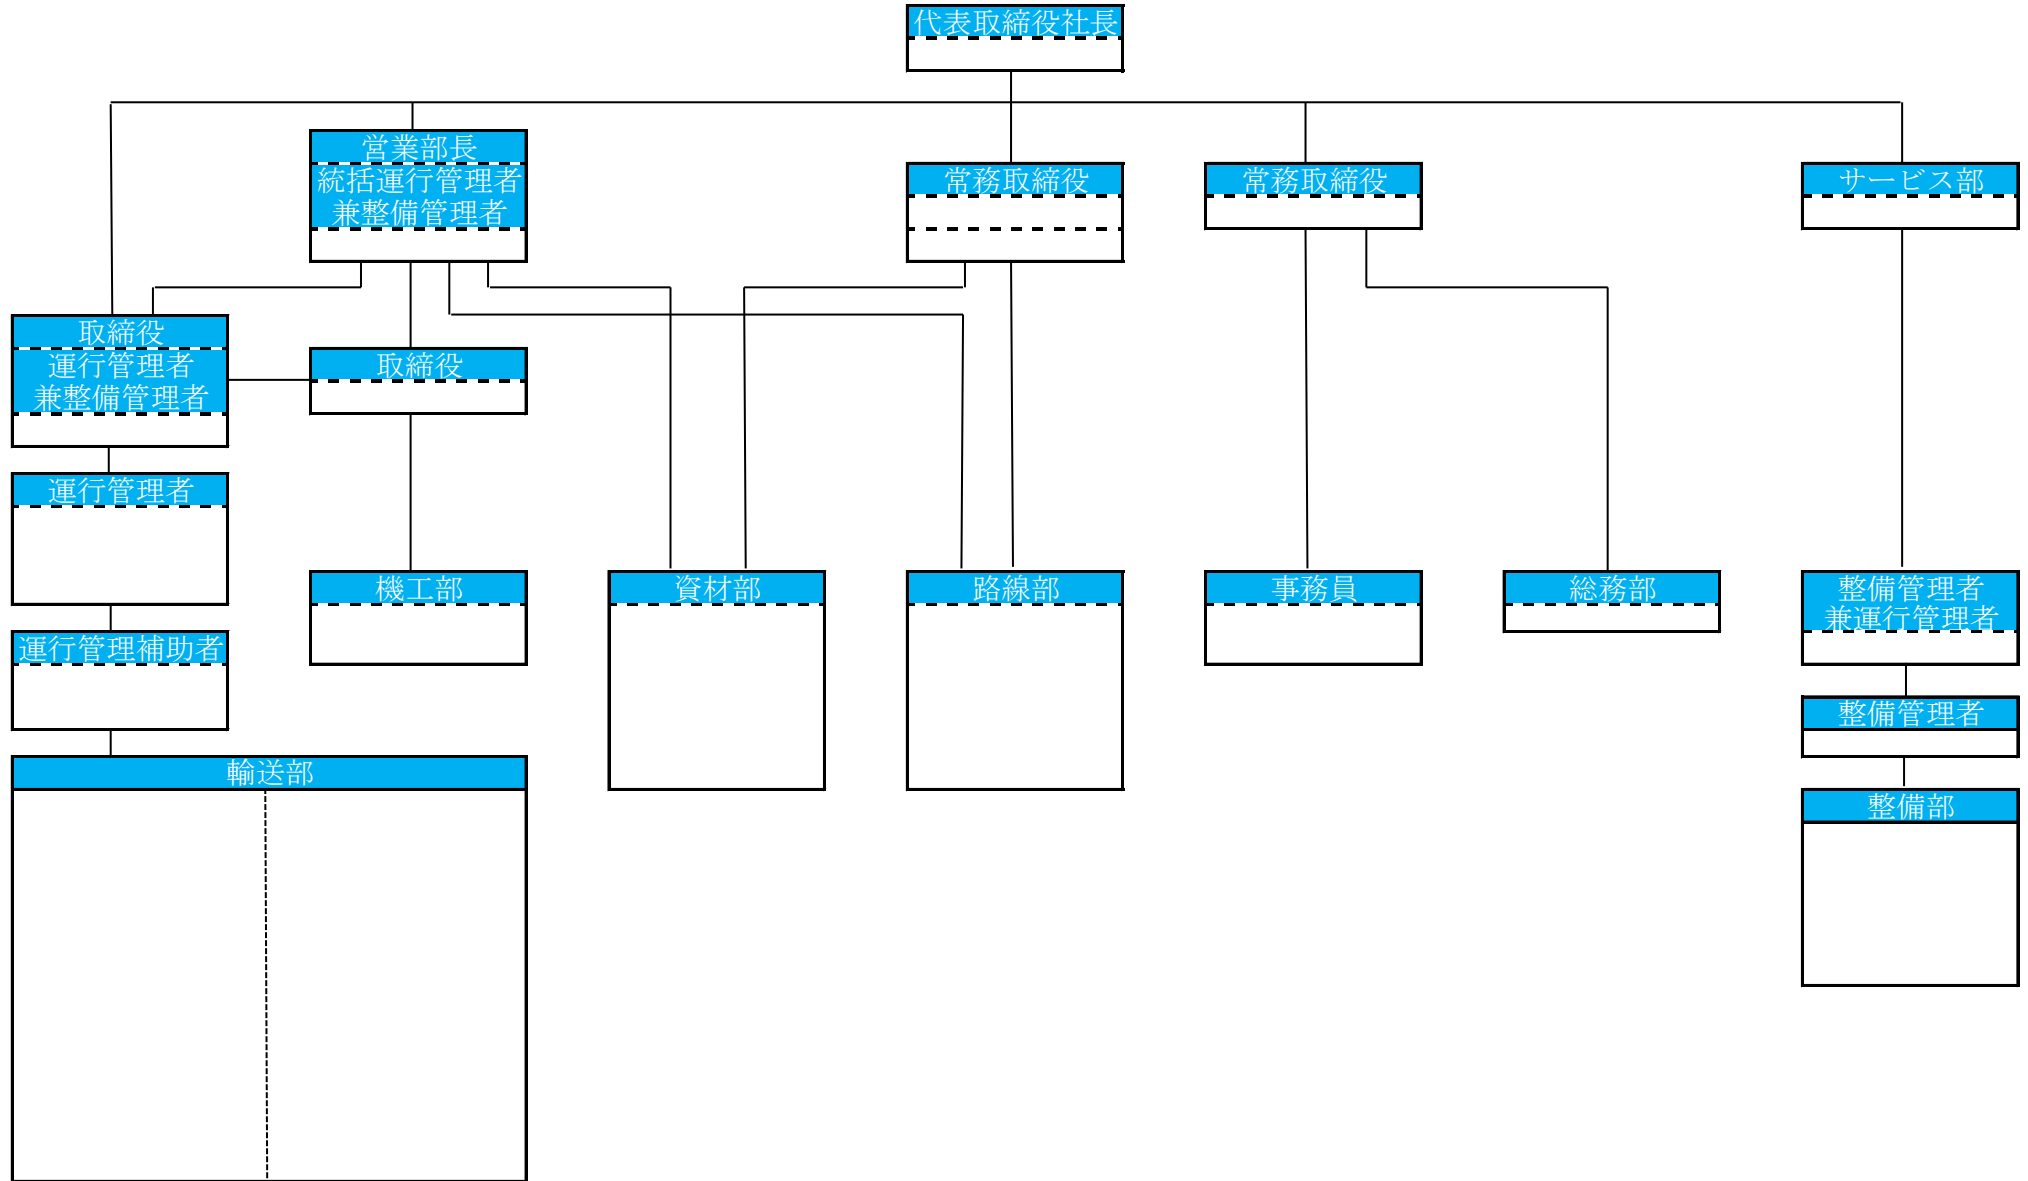 代表取締役社長
営業部長
統括運行管理者
兼整備管理者
常務取締役
常務取締役
サービス部
取締役
運行管理者
兼整備管理者
取締役
運行管理者
機工部
資材部
路線部
事務員
総務部
整備管理者
兼運行管理者
運行管理補助者
整備管理者
輸送部
整備部